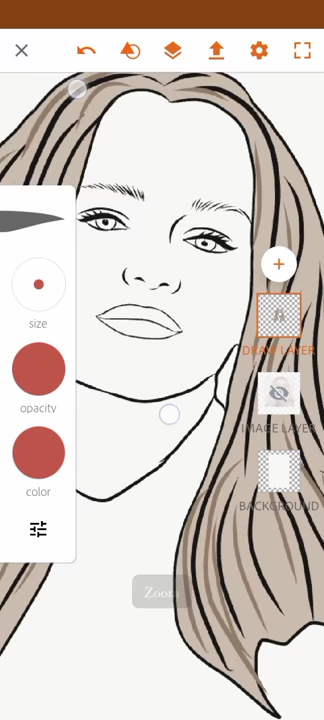 size
opacity
color
DRAW LAYER
IMAGE LAYER
BACKGROUND
Zoom